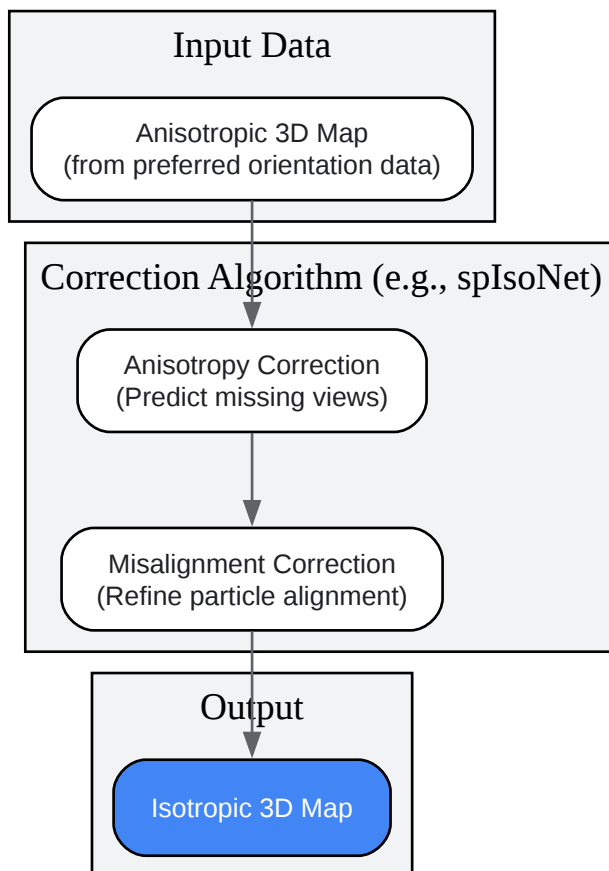 Input Data
Anisotropic 3D Map
(from preferred orientation data)
Correction Algorithm (e.g., spIsoNet)
Anisotropy Correction
(Predict missing views)
Misalignment Correction
(Refine particle alignment)
Output
Isotropic 3D Map